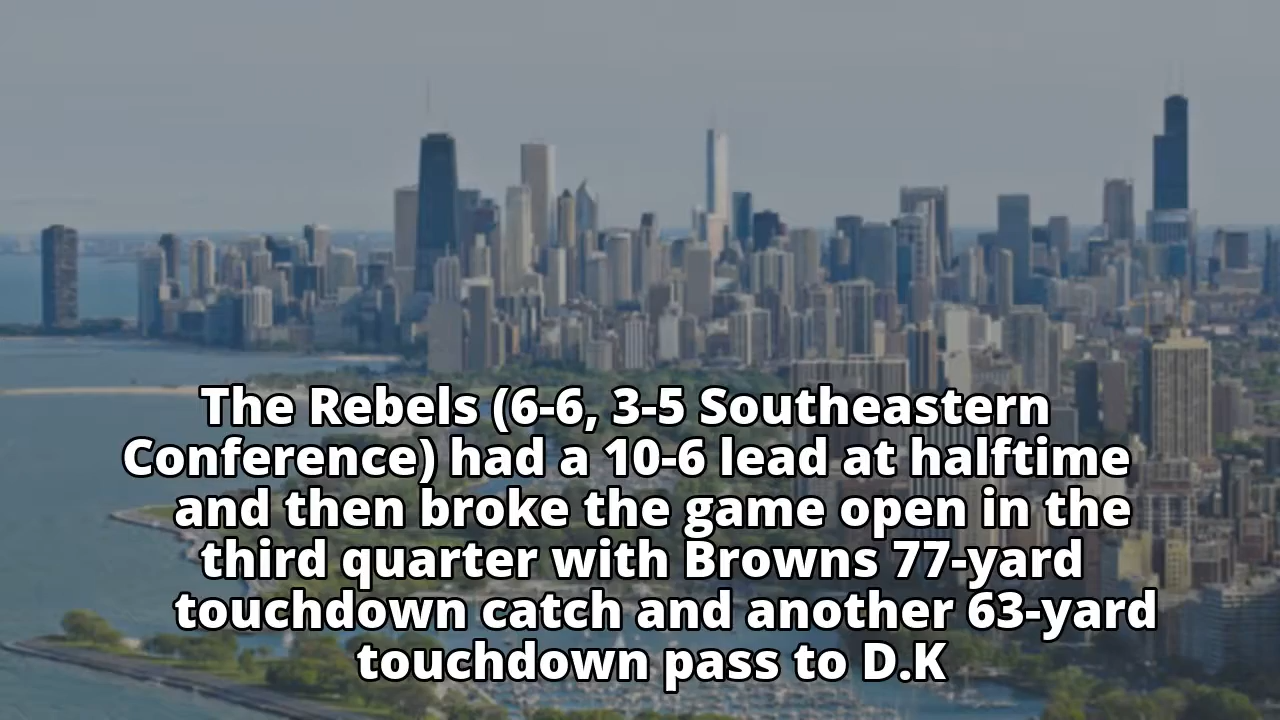 The Rebels (6-6, 3-5 Southeastern
Conference) had a 10-6 lead at halftime
and then broke the game open in the
third quarter with Browns 77-yard
touchdown catch and another 63-yard
touchdown pass to D.K